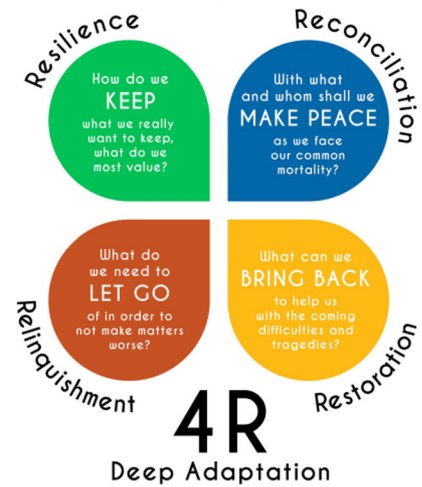 Resilience
How do we
KEEP
what we really
want to keep,
what do we
most value?
Reconciliation
With what
and whom shall we
MAKE PEACE
as we face
our common
mortality?
Relinquishment
What do
we need to
LET GO
of in order to
not make matters
worse?
Restoration
What can we
BRING BACK
to help us
with the coming
difficulties and
tragedies?
4R
Deep Adaptation